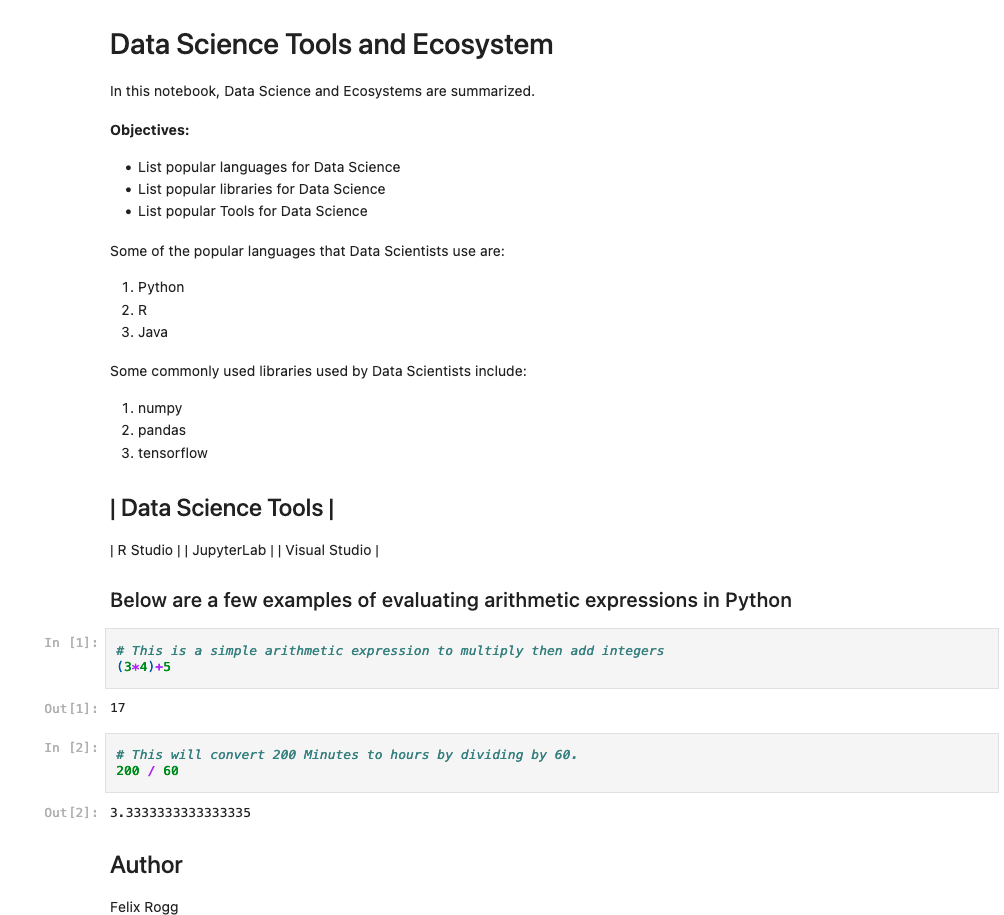 Data Science Tools and Ecosystem
In this notebook, Data Science and Ecosystems are summarized.
Objectives:
• List popular languages for Data Science
• List popular libraries for Data Science
• List popular Tools for Data Science
Some of the popular languages that Data Scientists use are:
1. Python
2. R
3. Java
Some commonly used libraries used by Data Scientists include:
1. numpy
2. pandas
3. tensorflow
| Data Science Tools |
| R Studio | | JupyterLab | | Visual Studio |
Below are a few examples of evaluating arithmetic expressions in Python
In [1]:
# This is a simple arithmetic expression to multiply then add integers
(3*4)+5
Out[1]: 17
In [2]:
# This will convert 200 Minutes to hours by dividing by 60.
200 / 60
Out[2]: 3.3333333333333335
Author
Felix Rogg